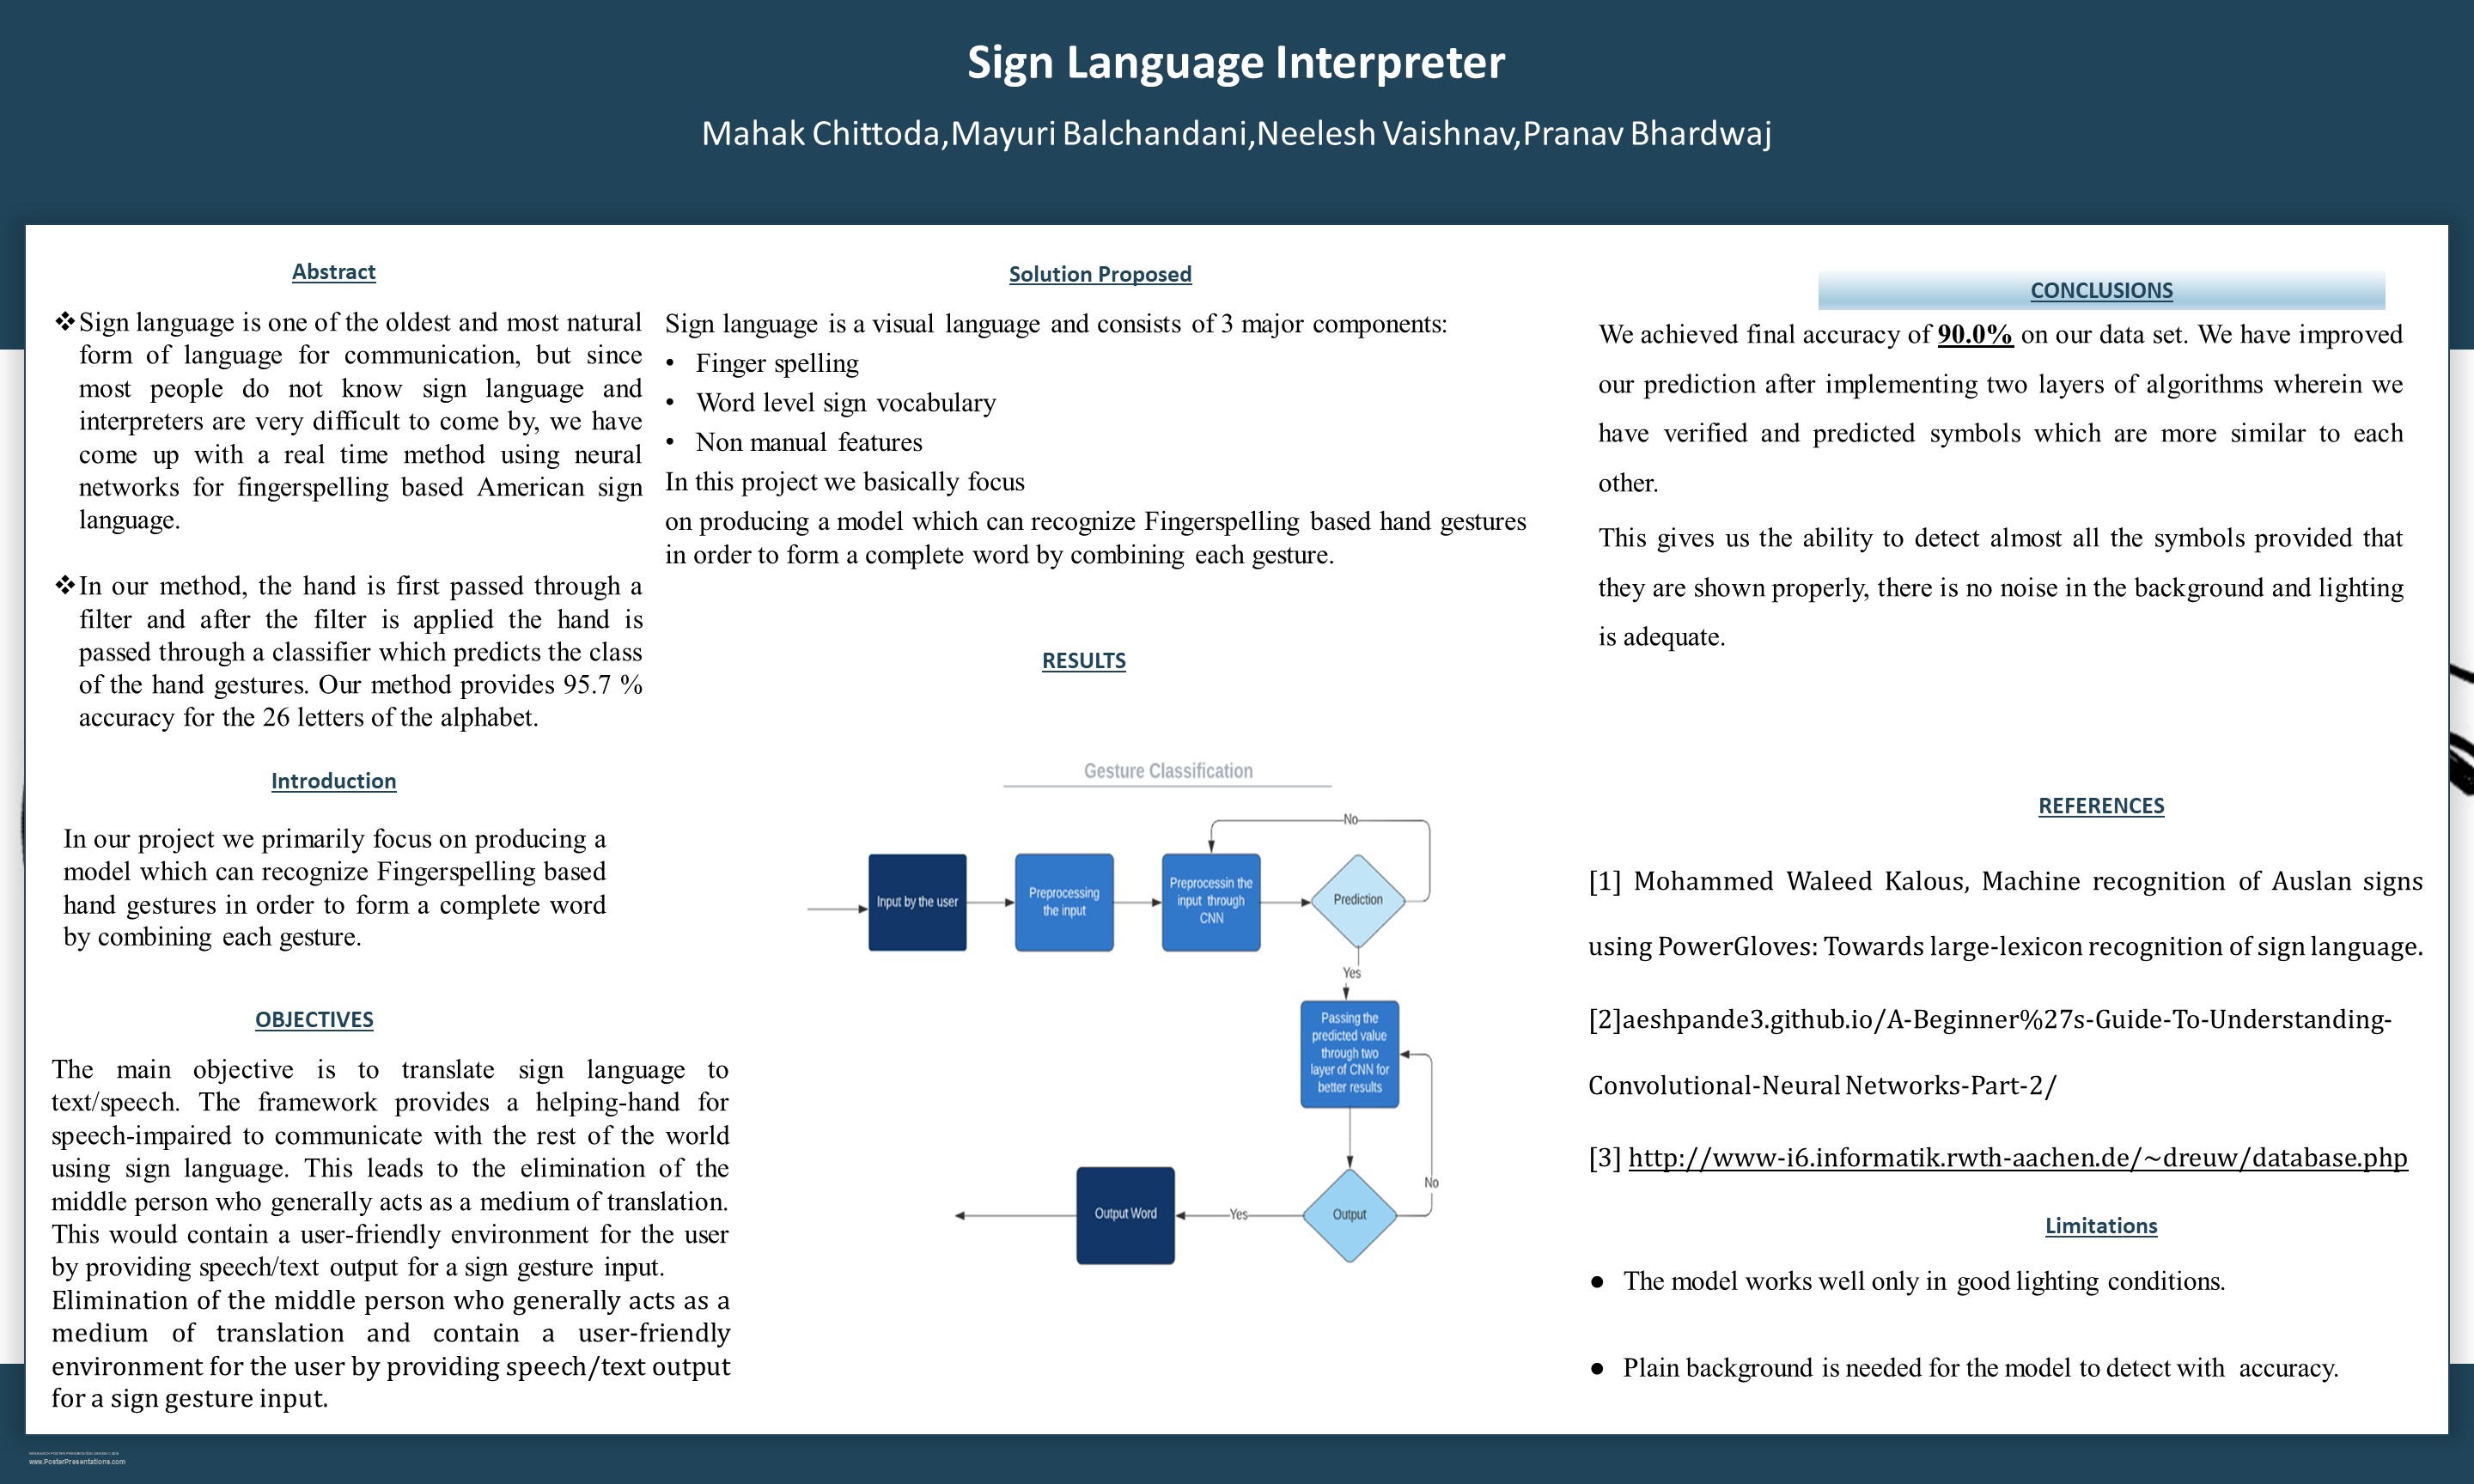 Sign Language Interpreter
Mahak Chittoda,Mayuri Balchandani,Neelesh Vaishnav,Pranav Bhardwaj
Abstract
❖Sign language is one of the oldest and most natural
form of language for communication, but since
most people do not know sign language and
interpreters are very difficult to come by, we have
come up with a real time method using neural
networks for fingerspelling based American sign
language.
❖In our method, the hand is first passed through a
filter and after the filter is applied the hand is
passed through a classifier which predicts the class
of the hand gestures. Our method provides 95.7 %
accuracy for the 26 letters of the alphabet.
Introduction
In our project we primarily focus on producing a
model which can recognize Fingerspelling based
hand gestures in order to form a complete word
by combining each gesture.
OBJECTIVES
The main objective is to translate sign language to
text/speech. The framework provides a helping-hand for
speech-impaired to communicate with the rest of the world
using sign language. This leads to the elimination of the
middle person who generally acts as a medium of translation.
This would contain a user-friendly environment for the user
by providing speech/text output for a sign gesture input.
Elimination of the middle person who generally acts as a
medium of translation and contain a user-friendly
environment for the user by providing speech/text output
for a sign gesture input.
Solution Proposed
Sign language is a visual language and consists of 3 major components:
• Finger spelling
• Word level sign vocabulary
• Non manual features
In this project we basically focus
on producing a model which can recognize Fingerspelling based hand gestures
in order to form a complete word by combining each gesture.
RESULTS
Gesture Classification
No
Input by the user
Preprocessing
the input
Preprocessin the
input through
CNN
Prediction
Yes
Passing the
predicted value
through two
layer of CNN for
better results
No
Output
Yes
Output Word
CONCLUSIONS
We achieved final accuracy of 90.0% on our data set. We have improved
our prediction after implementing two layers of algorithms wherein we
have verified and predicted symbols which are more similar to each
other.
This gives us the ability to detect almost all the symbols provided that
they are shown properly, there is no noise in the background and lighting
is adequate.
REFERENCES
[1] Mohammed Waleed Kalous, Machine recognition of Auslan signs
using PowerGloves: Towards large-lexicon recognition of sign language.
[2]aeshpande3.github.io/A-Beginner%27s-Guide-To-Understanding-
Convolutional-Neural Networks-Part-2/
[3] http://www-i6.informatik.rwth-aachen.de/~dreuw/database.php
Limitations
● The model works well only in good lighting conditions.
● Plain background is needed for the model to detect with accuracy.
www.PosterPresentations.com